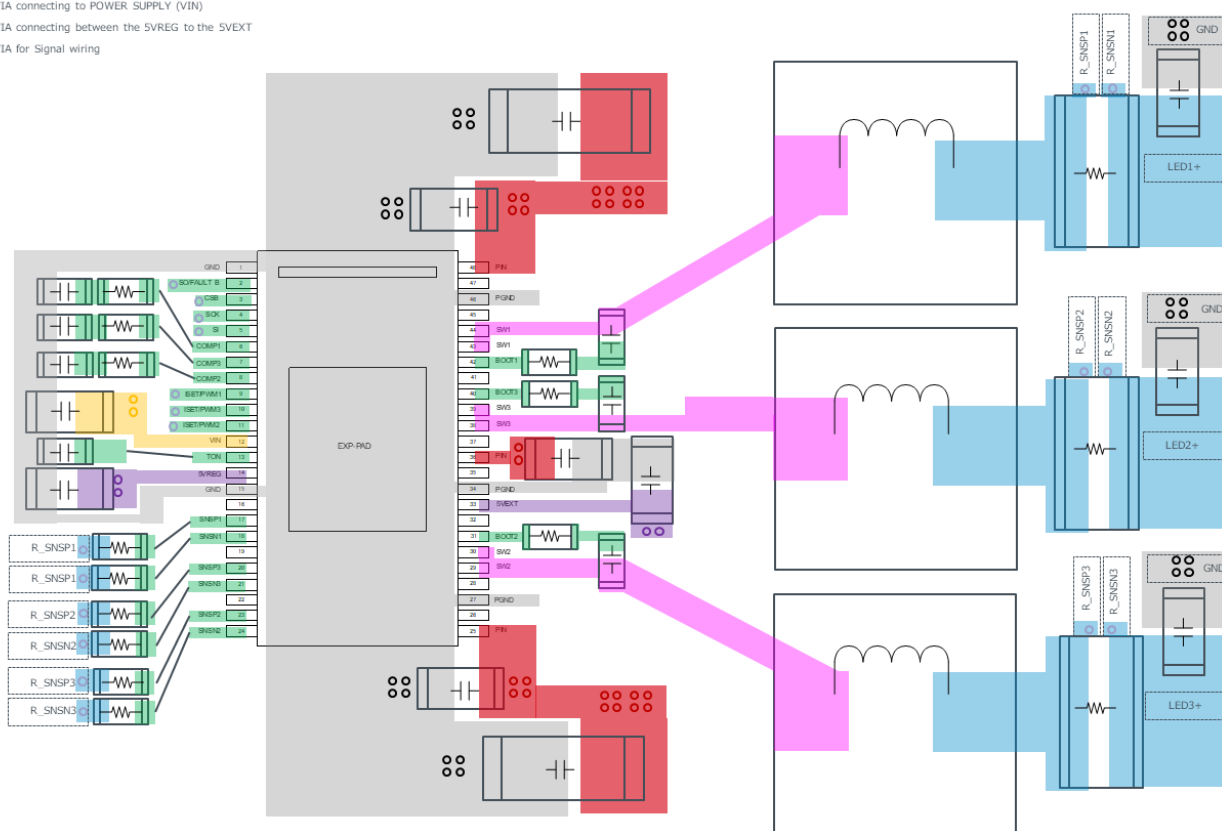 IA connecting to POWER SUPPLY (VIN)
IA connecting between the 5VREG to the 5VEXT
IA for Signal wiring
R_SNSP1
R_SNSN1
GND
LED1+
R_SNSP2
R_SNSN2
GND
LED2+
R_SNSP3
R_SNSN3
GND
LED3+
GND 1
SO/FAULT B 2
CSB 3
SCK 4
SI 5
COMP1 6
COMP3 7
COMP2 8
ISET/PWM1 9
ISET/PWM3 10
ISET/PWM2 11
VIN 12
TON 13
5VREG 14
GND 15
16
SNSP1 17
SNSN1 18
19
SNSP3 20
SNSN3 21
22
SNSP2 23
SNSN2 24
EXP-PAD
48 PIN
47
46 PGND
45
44 SW1
43 SW1
42 BOOT1
41
40 BOOT3
39 SW3
38 SW3
37
36 PIN
35
34 PGND
33 5VEXT
32
31 BOOT2
30 SW2
29 SW2
28
27 PGND
26
25 PIN
R_SNSP1
R_SNSP1
R_SNSP2
R_SNSN2
R_SNSP3
R_SNSN3